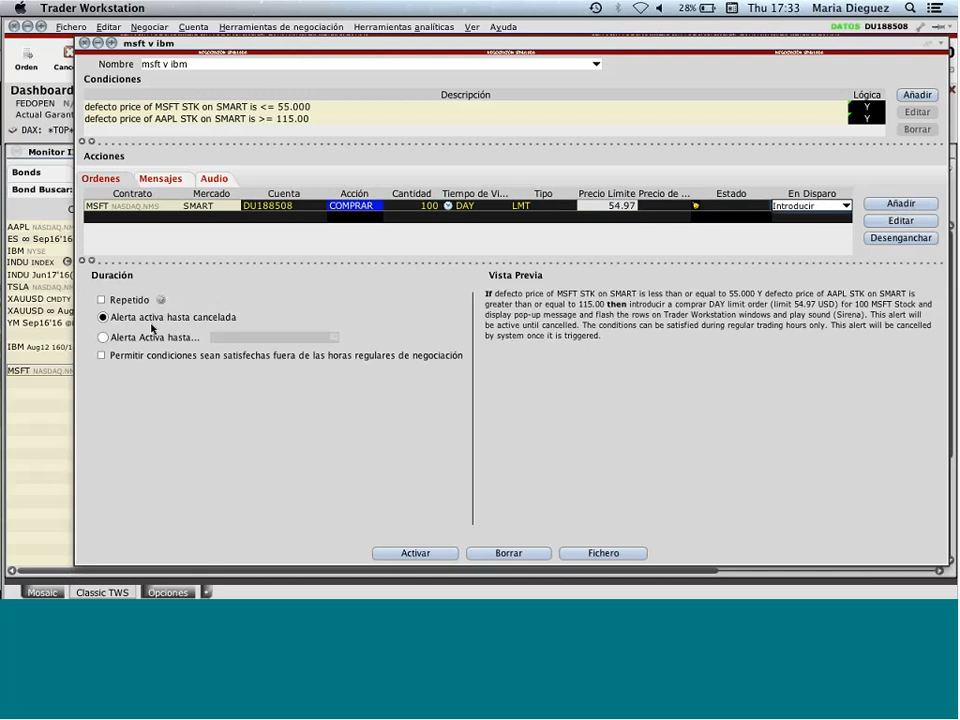 Trader Workstation
28%
Thu 17:33
Maria Dieguez
Fichero Editar Negociar Cuenta Herramientas de negociación Herramientas analíticas Ver Ayuda
DATOS DU188508
msft v ibm
Orden
Canc
Nombre msft v ibm
Condiciones
Descripción Lógica
defecto price of MSFT STK on SMART is <= 55.000 Y
defecto price of AAPL STK on SMART is >= 115.00 Y
Añadir
Editar
Borrar
Dashboard
FEDOPEN N/
Actual Garant
DAX: *TOP*
Monitor I
Bonds
Bond Buscar:
AAPL NASDAQ.N
ES ∞ Sep16'16
IBM NYSE
INDU INDEX
INDU Jun17'16(
TSLA NASDAQ.N
XAUUSD CMDTY
XAUUSD FXM
YM Sep16'16 @
IBM Aug12 160/1
MSFT NASDAQ.N
Acciones
Ordenes Mensajes Audio
Contrato Mercado Cuenta Acción Cantidad Tiempo de Vi... Tipo Precio Límite Precio de ... Estado En Disparo
MSFT NASDAQ.NMS SMART DU188508 COMPRAR 100 DAY LMT 54.97 Introducir
Añadir
Editar
Desenganchar
Duración
Repetido
Alerta activa hasta cancelada
Alerta Activa hasta...
Permitir condiciones sean satisfechas fuera de las horas regulares de negociación
Vista Previa
If defecto price of MSFT STK on SMART is less than or equal to 55.000 Y defecto price of AAPL STK on SMART is
greater than or equal to 115.00 then introducir a comprar DAY limit order (limit 54.97 USD) for 100 MSFT Stock and
display pop-up message and flash the rows on Trader Workstation windows and play sound (Sirena). This alert will
be active until cancelled. The conditions can be satisfied during regular trading hours only. This alert will be cancelled
by system once it is triggered.
Activar Borrar Fichero
Mosaic Classic TWS Opciones +